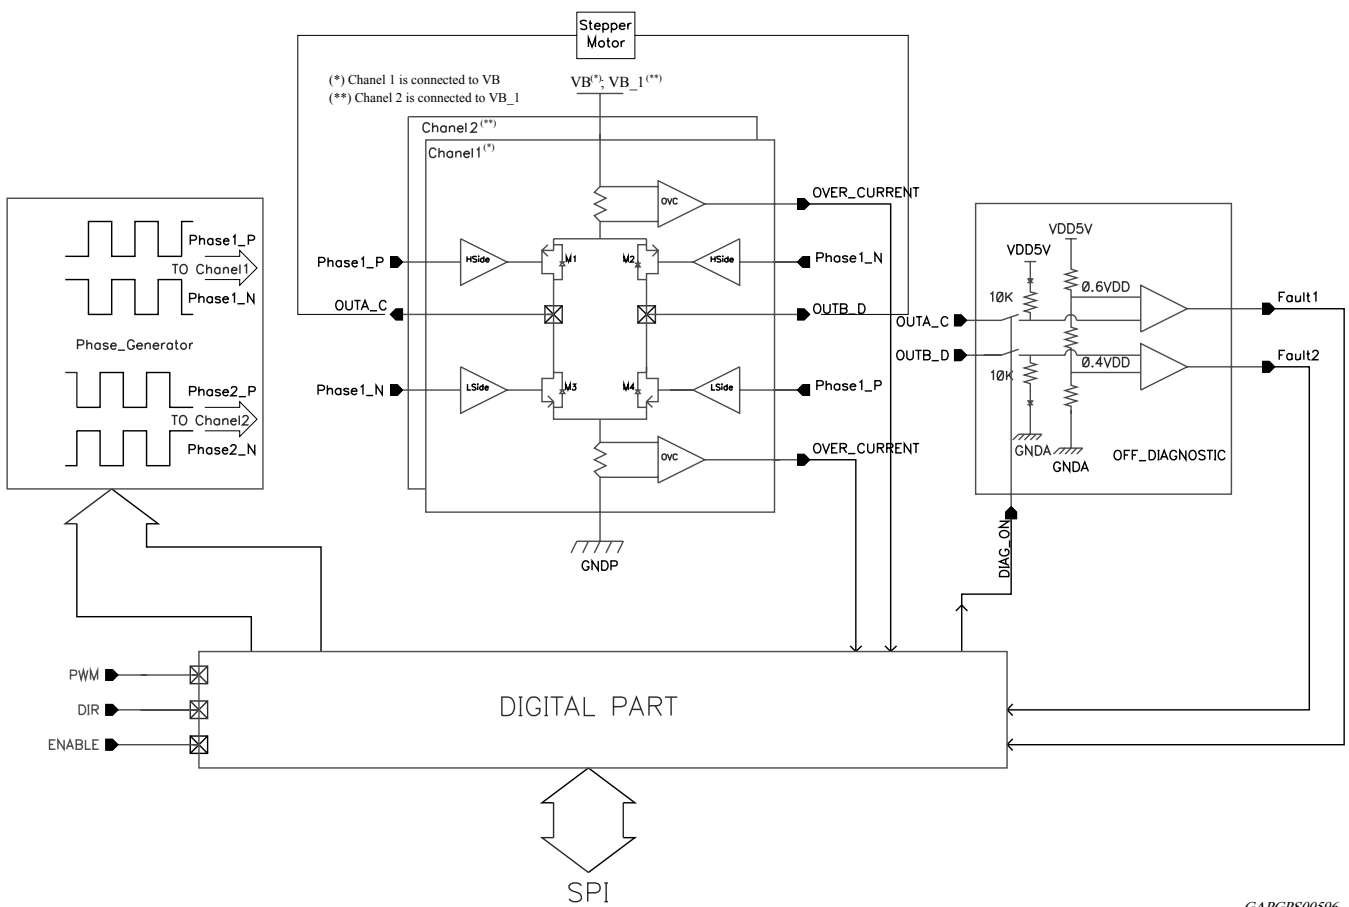 Stepper
Motor
(*) Chanel 1 is connected to VB
(**) Chanel 2 is connected to VB_1
VB(*); VB_1(**)
Chanel2(**)
Chanel1(*)
OVC
OVER_CURRENT
Phase1_P
HSide
M1
M2
HSide
Phase1_N
OUTA_C
OUTB_D
Phase1_N
LSide
M3
M4
LSide
Phase1_P
OVC
OVER_CURRENT
GNDP
Phase1_P
TO Chanel1
Phase1_N
Phase_Generator
Phase2_P
TO Chanel2
Phase2_N
VDD5V
VDD5V
10K
0.6VDD
Fault1
OUTA_C
OUTB_D
10K
0.4VDD
Fault2
GNDA
GNDA
OFF_DIAGNOSTIC
DIAG_ON
PWM
DIR
ENABLE
DIGITAL PART
SPI